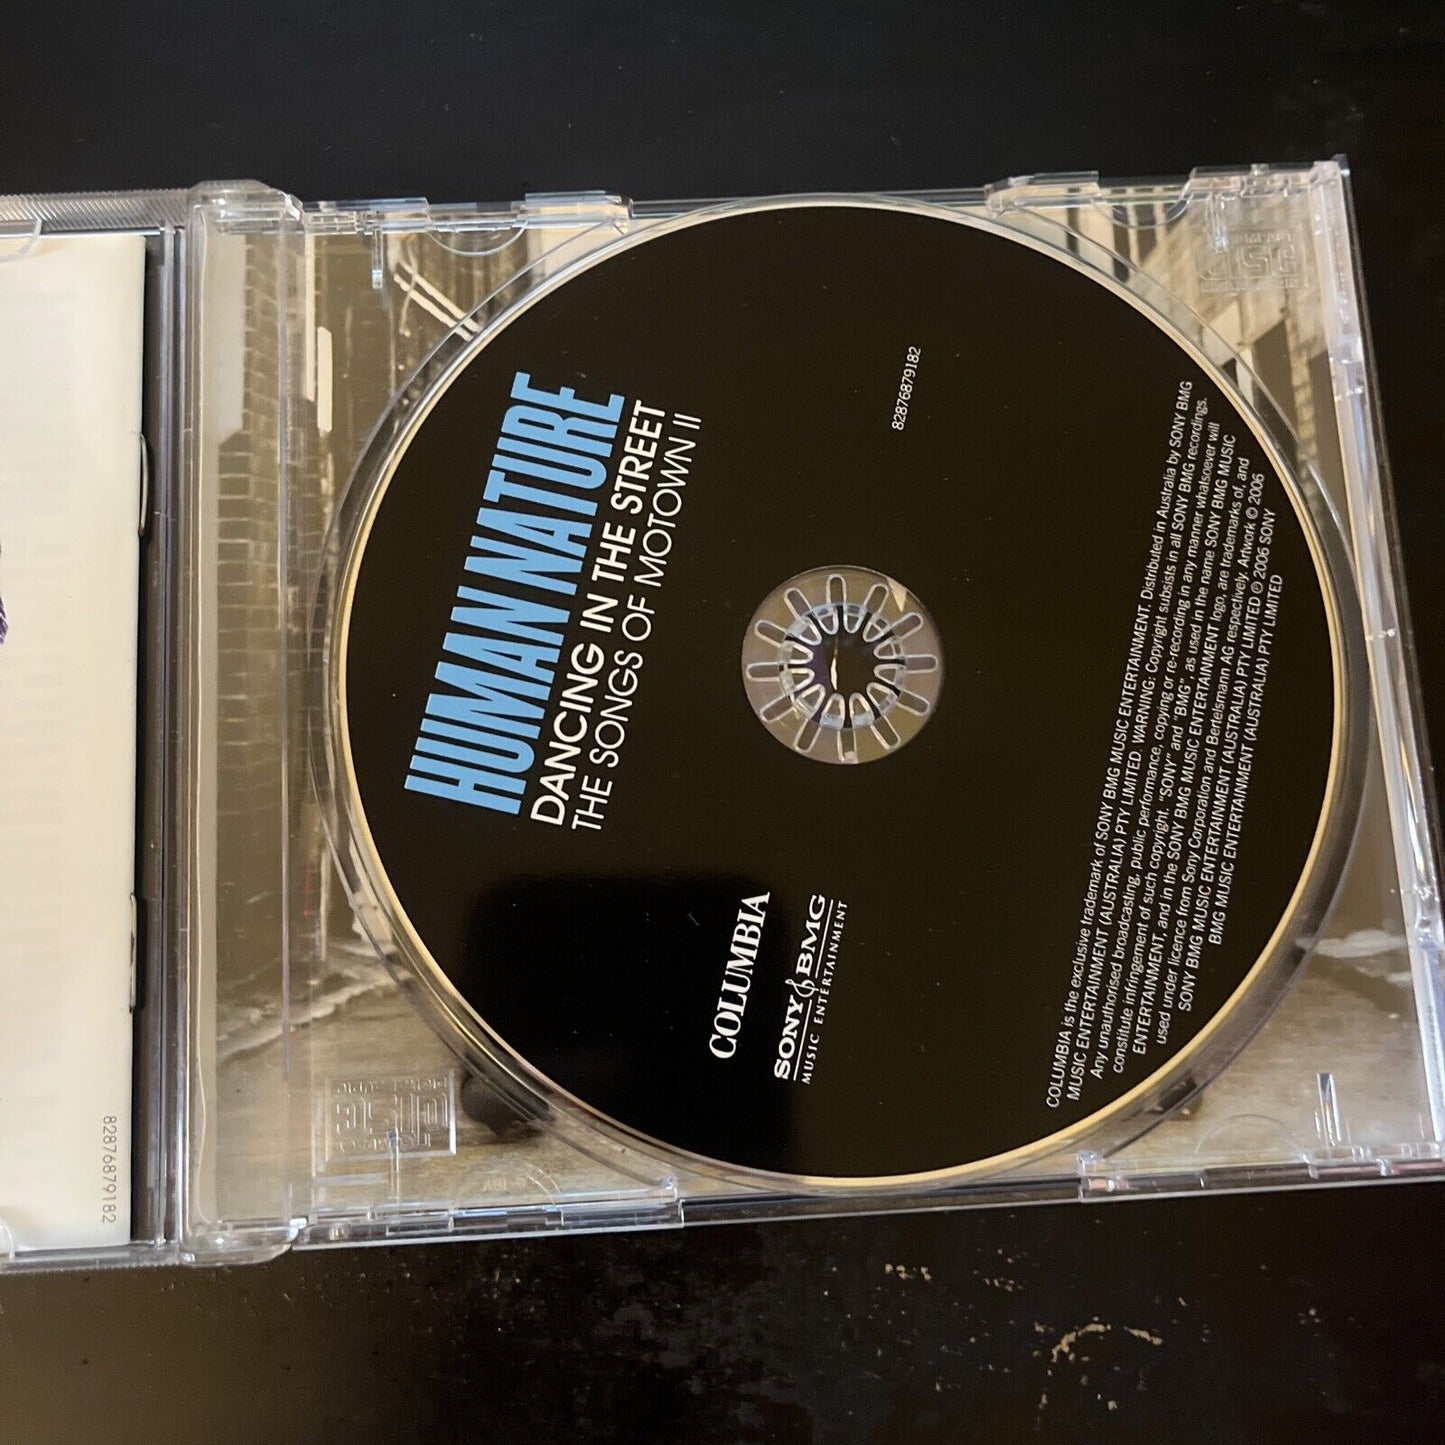 HUMAN NATURE
DANCING IN THE STREET
THE SONGS OF MOTOWN II
82876879182
COLUMBIA
SONY BMG
MUSIC ENTERTAINMENT
COLUMBIA is the exclusive trademark of SONY BMG MUSIC ENTERTAINMENT. Distributed in Australia by SONY BMG
MUSIC ENTERTAINMENT (AUSTRALIA) PTY LIMITED. WARNING: Copyright subsists in all SONY BMG recordings.
Any unauthorised broadcasting, public performance, copying or re-recording in any manner whatsoever will
constitute infringement of such copyright. "SONY" and "BMG", as used in the name SONY BMG MUSIC
ENTERTAINMENT, and in the SONY BMG MUSIC ENTERTAINMENT logo, are trademarks of, and
used under licence from Sony Corporation and Bertelsmann AG respectively. Artwork © 2006
SONY BMG MUSIC ENTERTAINMENT (AUSTRALIA) PTY LIMITED ℗ 2006 SONY
BMG MUSIC ENTERTAINMENT (AUSTRALIA) PTY LIMITED
82876879182
disc